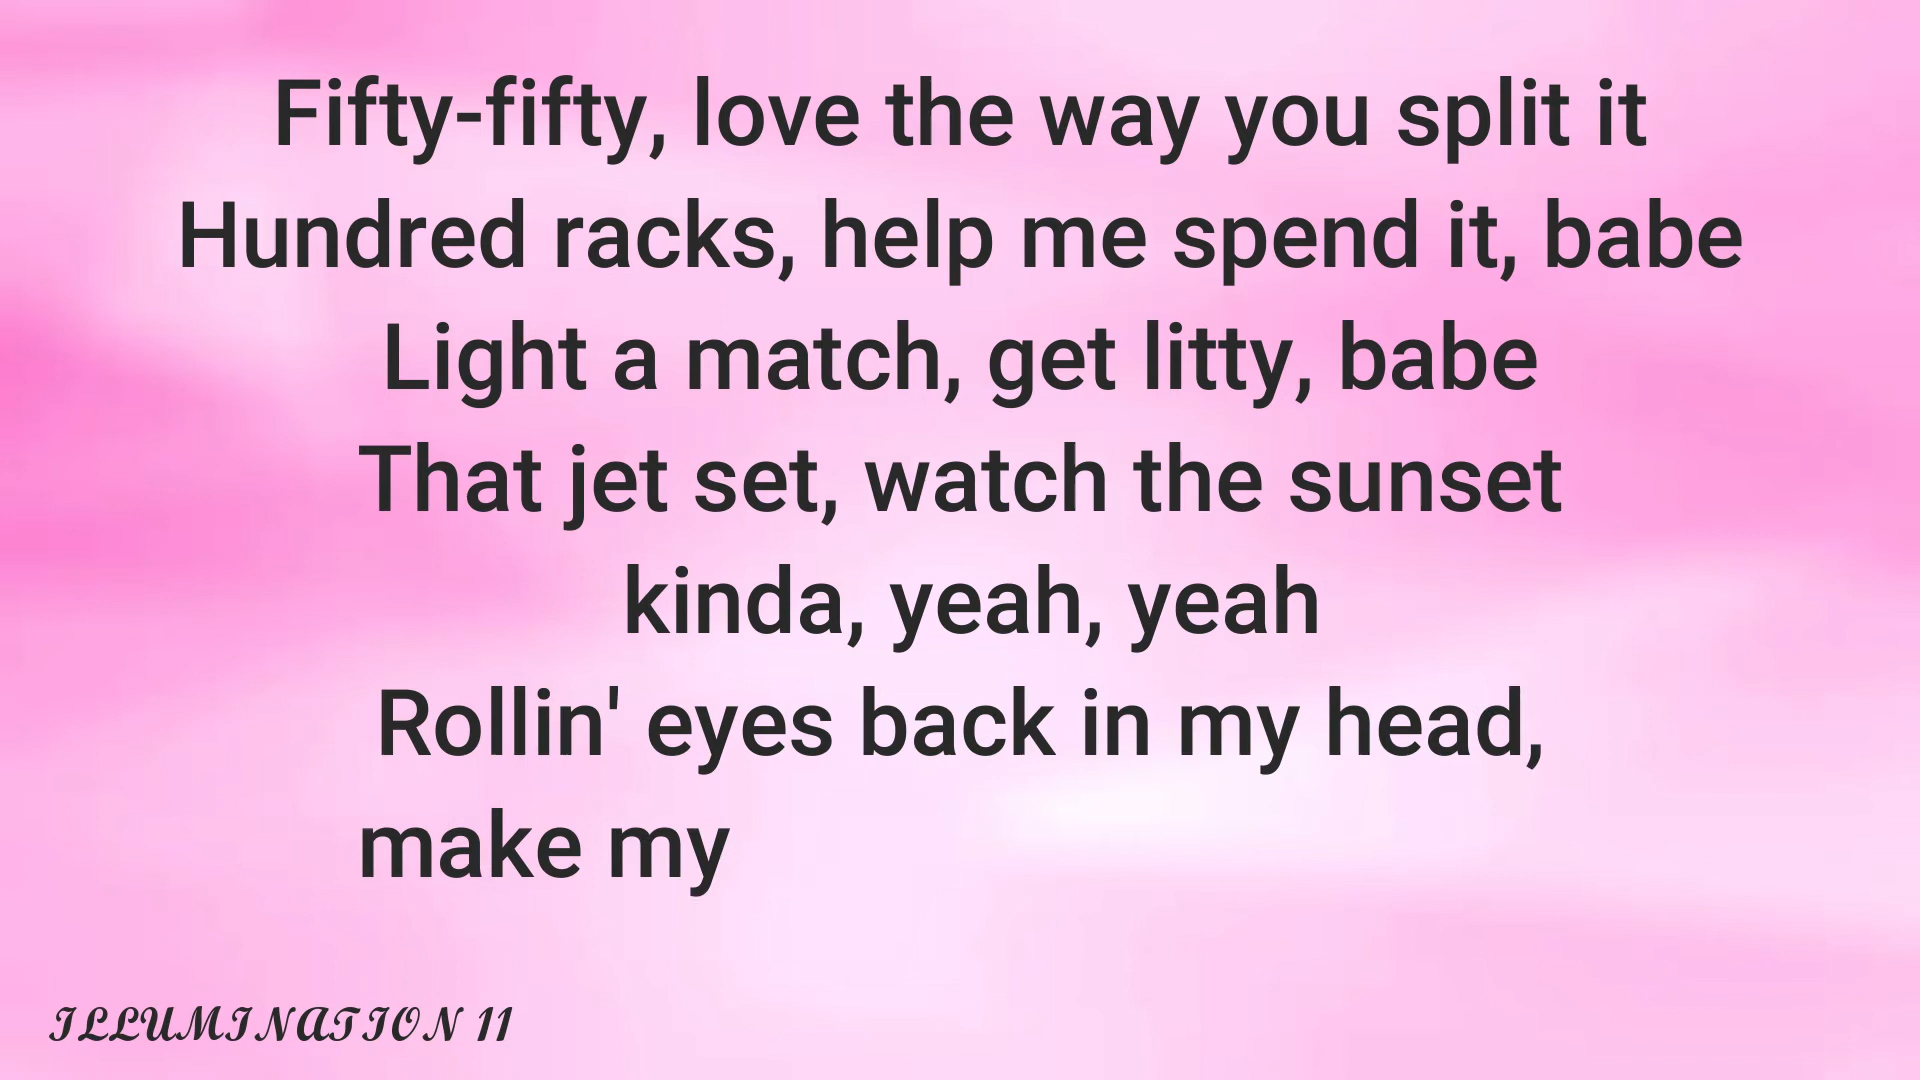 Fifty-fifty, love the way you split it
Hundred racks, help me spend it, babe
Light a match, get litty, babe
That jet set, watch the sunset
kinda, yeah, yeah
Rollin' eyes back in my head,
make my
ILLUMINATION 11